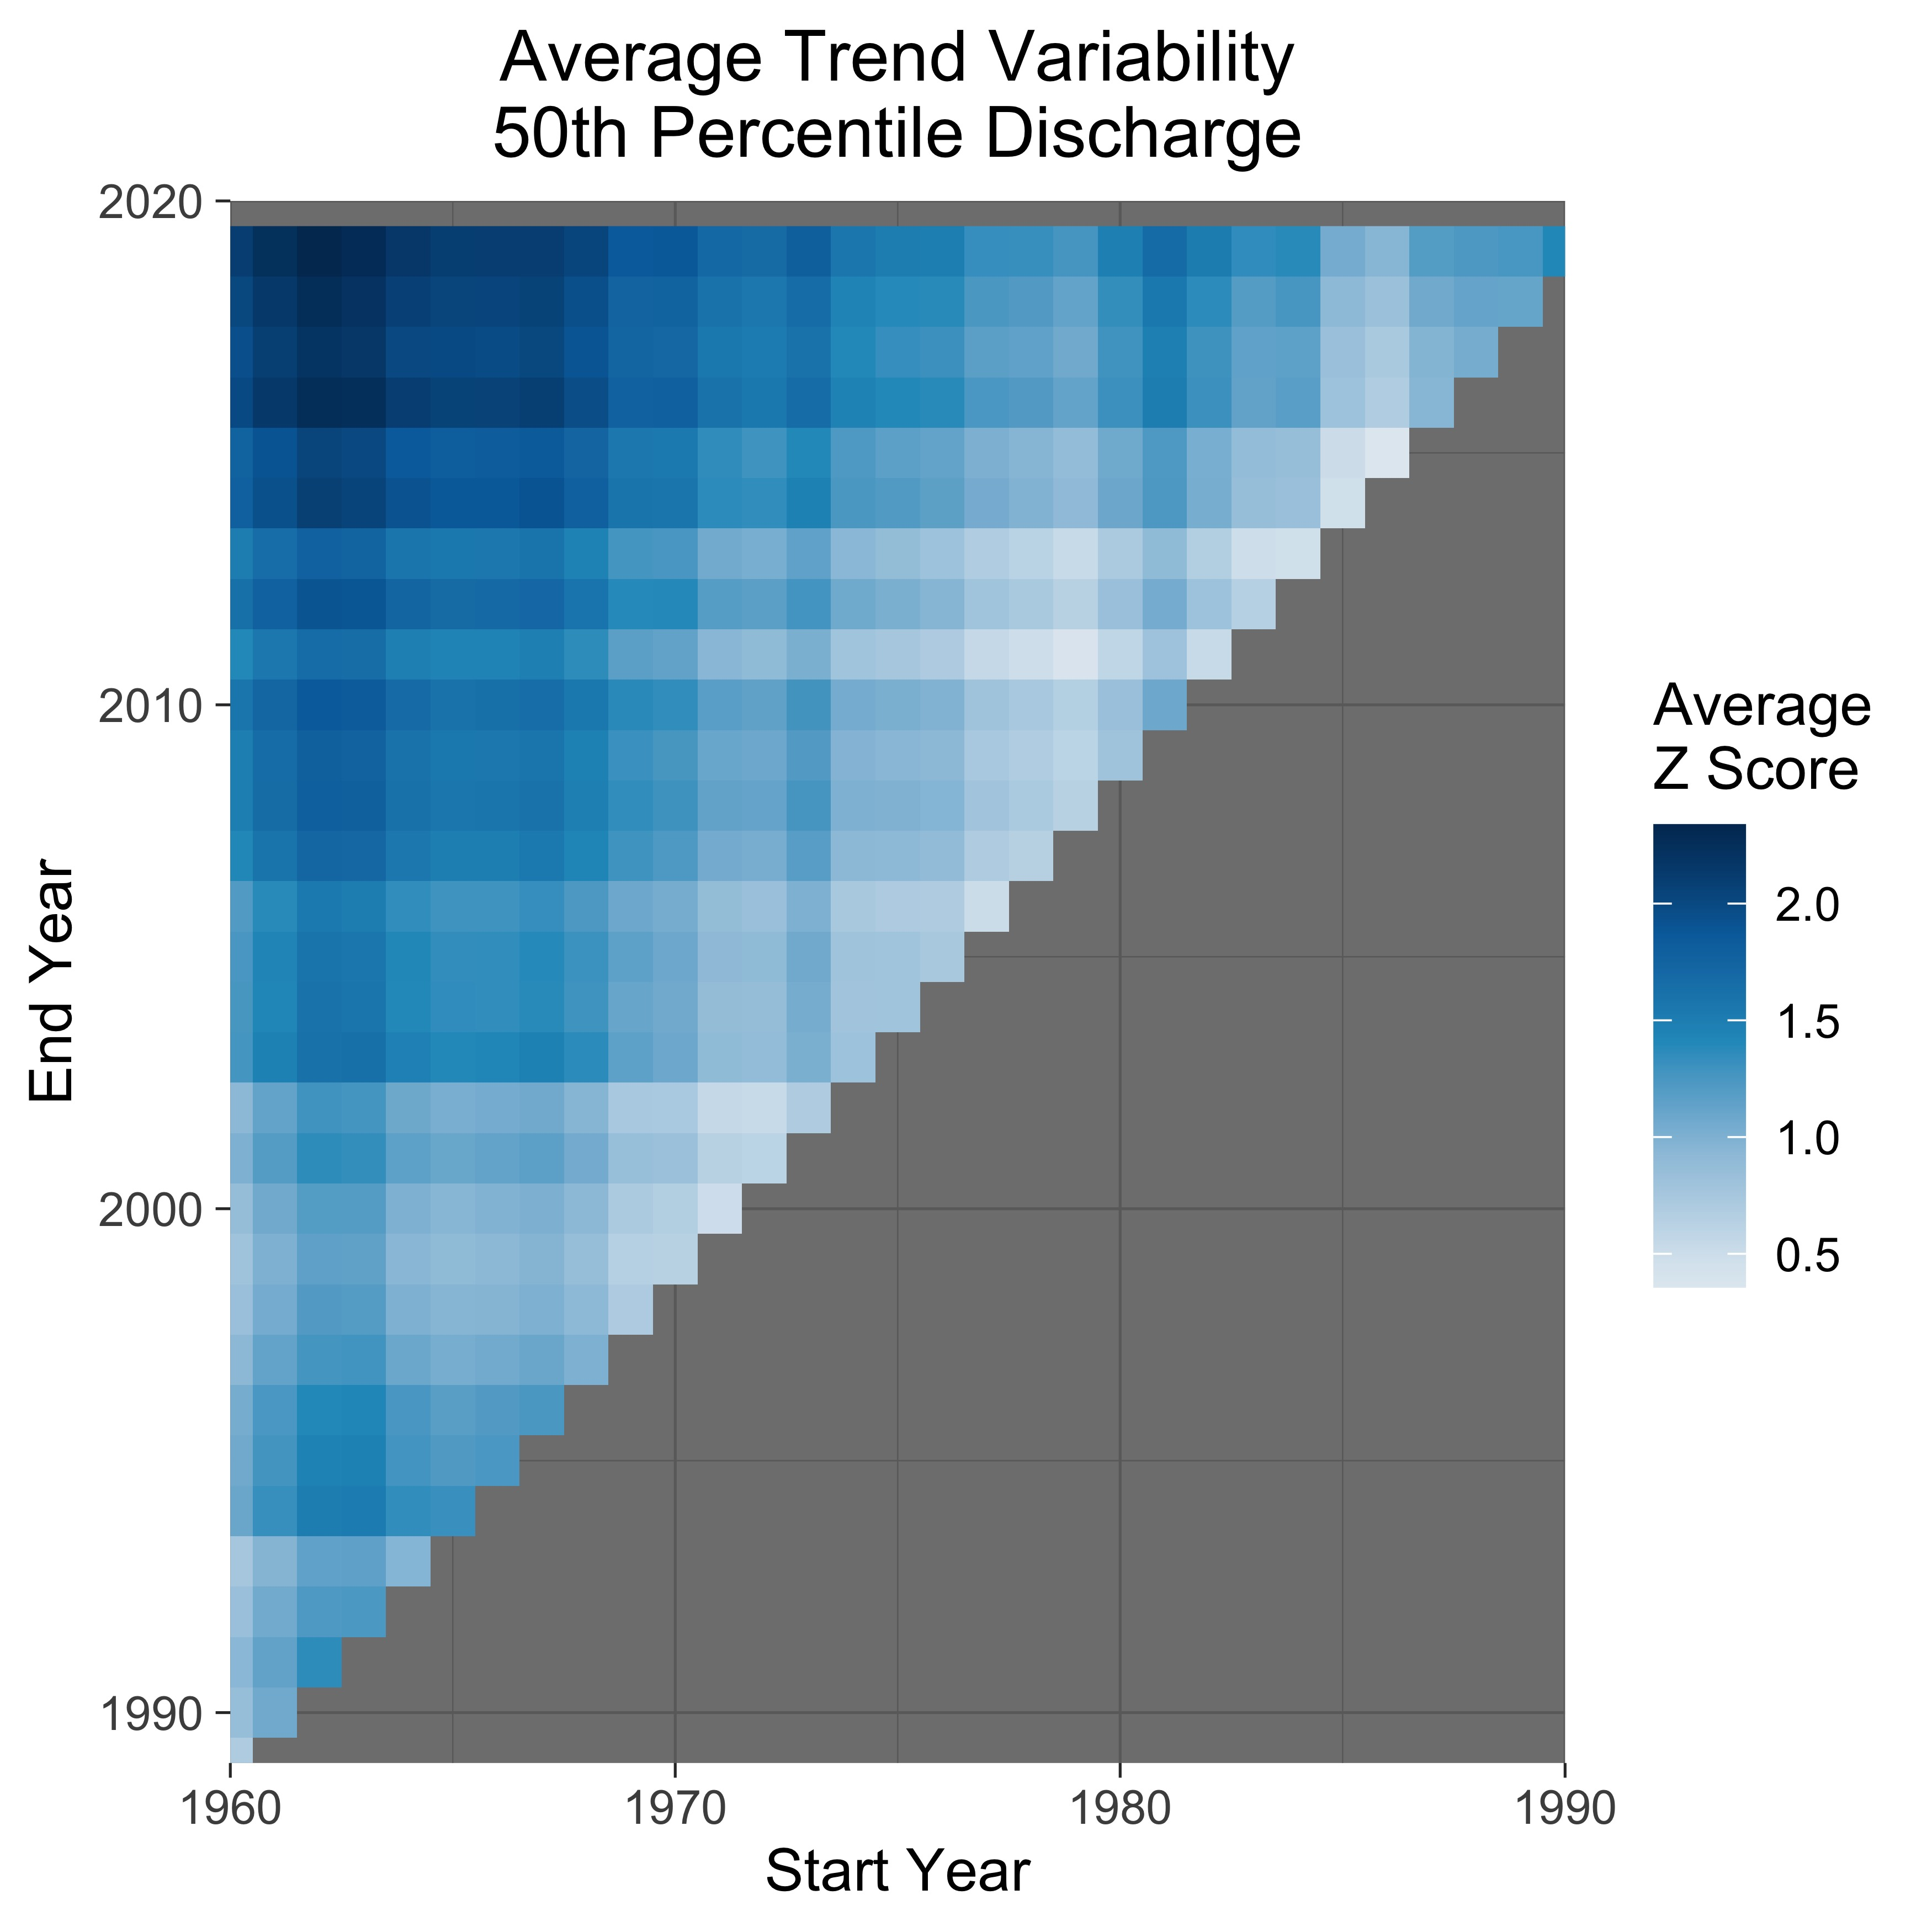 Average Trend Variability
50th Percentile Discharge
2020
2010
2000
1990
End Year
1960
1970
1980
1990
Start Year
Average
Z Score
2.0
1.5
1.0
0.5